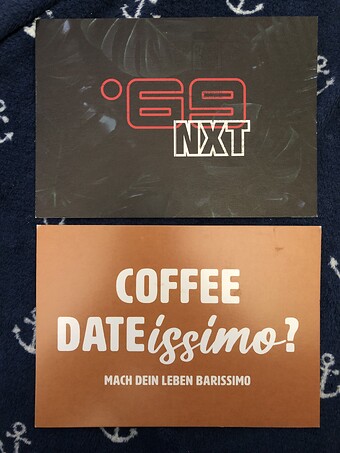 '69
NXT
COFFEE
DATEissimo?
MACH DEIN LEBEN BARISSIMO